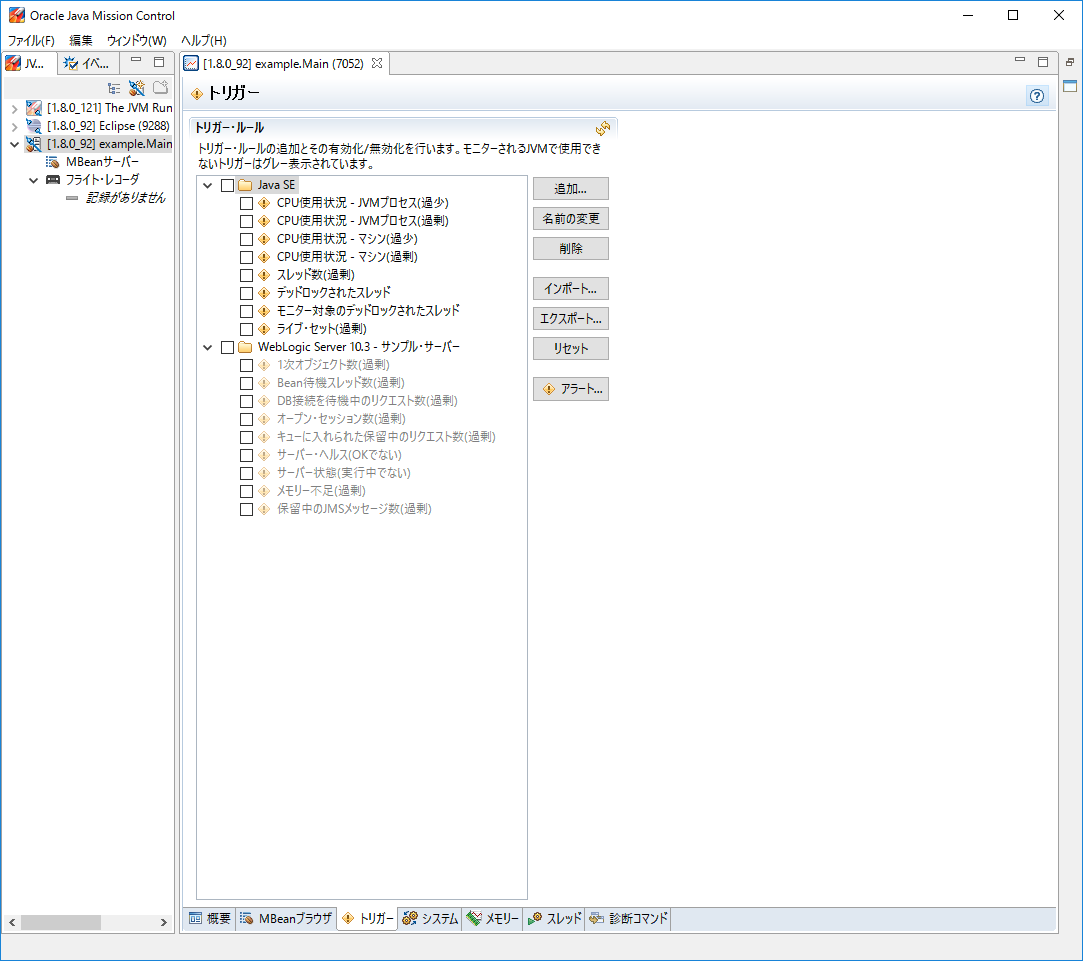 Oracle Java Mission Control
ファイル(F) 編集 ウィンドウ(W) ヘルプ(H)
JV... イベ...
[1.8.0_92] example.Main (7052)
トリガー
[1.8.0_121] The JVM Run
[1.8.0_92] Eclipse (9288)
[1.8.0_92] example.Main
MBeanサーバー
フライト・レコーダ
記録がありません
トリガー・ルール
トリガー・ルールの追加とその有効化/無効化を行います。モニターされるJVMで使用でき
ないトリガーはグレー表示されています。
Java SE
CPU使用状況 - JVMプロセス(過少)
CPU使用状況 - JVMプロセス(過剰)
CPU使用状況 - マシン(過少)
CPU使用状況 - マシン(過剰)
スレッド数(過剰)
デッドロックされたスレッド
モニター対象のデッドロックされたスレッド
ライブ・セット(過剰)
WebLogic Server 10.3 - サンプル・サーバー
1次オブジェクト数(過剰)
Bean待機スレッド数(過剰)
DB接続を待機中のリクエスト数(過剰)
オープン・セッション数(過剰)
キューに入れられた保留中のリクエスト数(過剰)
サーバー・ヘルス(OKでない)
サーバー状態(実行中でない)
メモリー不足(過剰)
保留中のJMSメッセージ数(過剰)
追加...
名前の変更
削除
インポート...
エクスポート...
リセット
アラート...
概要 MBeanブラウザ トリガー システム メモリー スレッド 診断コマンド